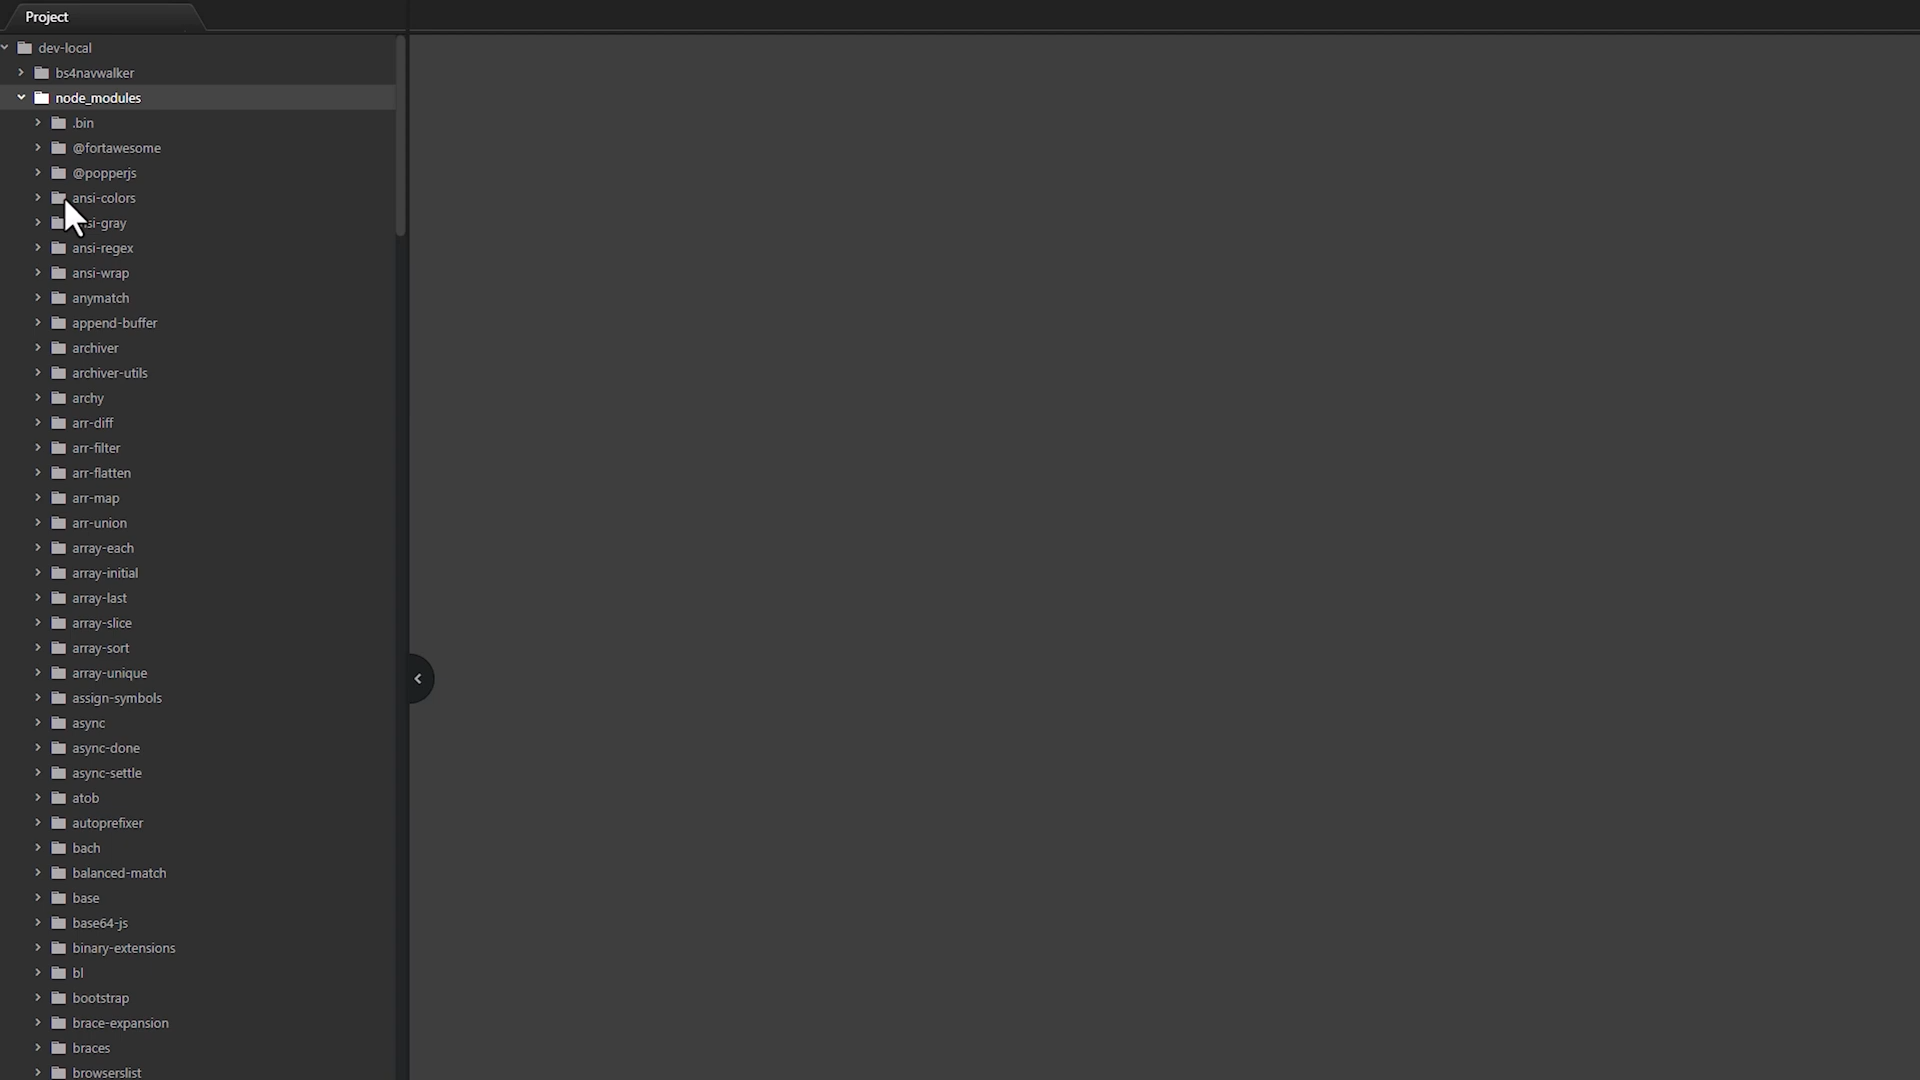 Project
dev-local
bs4navwalker
node_modules
.bin
@fortawesome
@popperjs
ansi-colors
si-gray
ansi-regex
ansi-wrap
anymatch
append-buffer
archiver
archiver-utils
archy
arr-diff
arr-filter
arr-flatten
arr-map
arr-union
array-each
array-initial
array-last
array-slice
array-sort
array-unique
assign-symbols
async
async-done
async-settle
atob
autoprefixer
bach
balanced-match
base
base64-js
binary-extensions
bl
bootstrap
brace-expansion
braces
browserslist